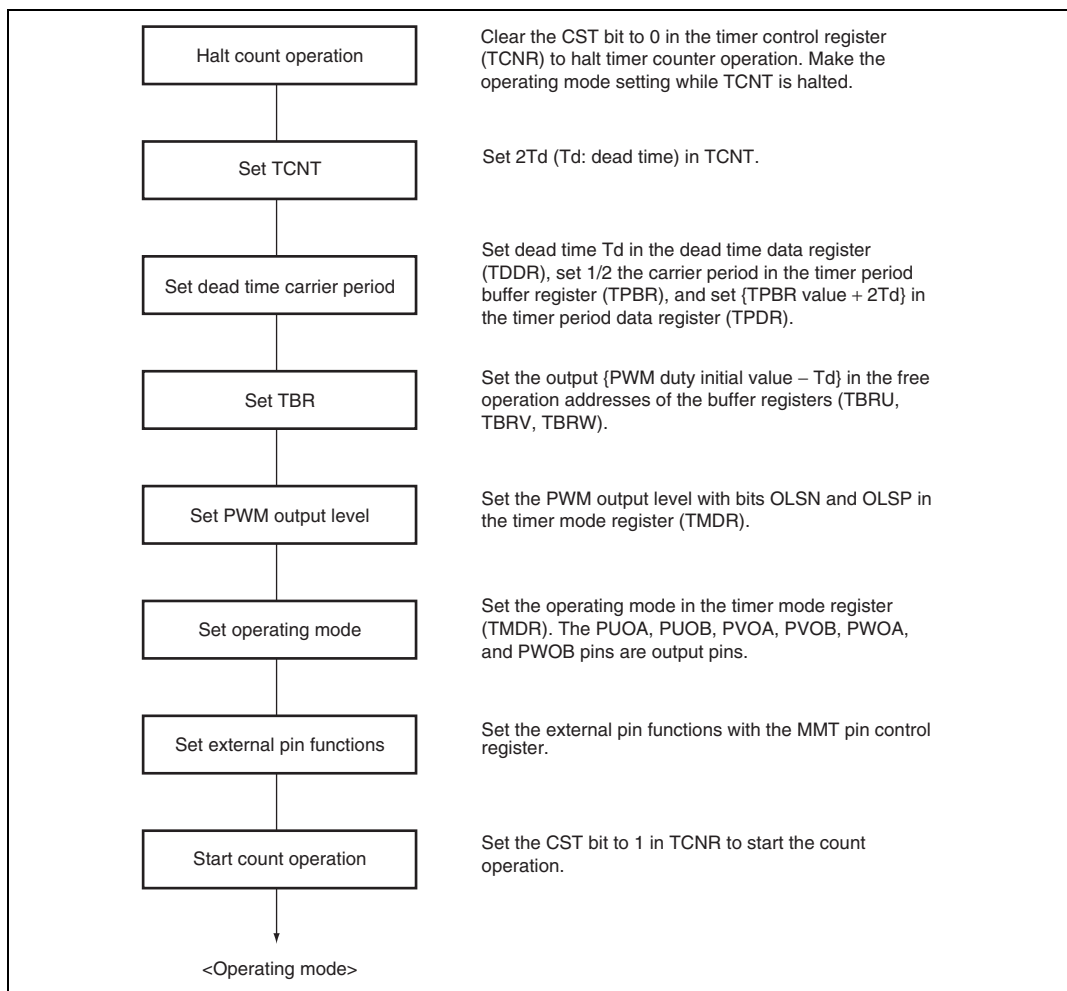 Halt count operation
Clear the CST bit to 0 in the timer control register
(TCNR) to halt timer counter operation. Make the
operating mode setting while TCNT is halted.
Set TCNT
Set 2Td (Td: dead time) in TCNT.
Set dead time carrier period
Set dead time Td in the dead time data register
(TDDR), set 1/2 the carrier period in the timer period
buffer register (TPBR), and set {TPBR value + 2Td} in
the timer period data register (TPDR).
Set TBR
Set the output {PWM duty initial value − Td} in the free
operation addresses of the buffer registers (TBRU,
TBRV, TBRW).
Set PWM output level
Set the PWM output level with bits OLSN and OLSP in
the timer mode register (TMDR).
Set operating mode
Set the operating mode in the timer mode register
(TMDR). The PUOA, PUOB, PVOA, PVOB, PWOA,
and PWOB pins are output pins.
Set external pin functions
Set the external pin functions with the MMT pin control
register.
Start count operation
Set the CST bit to 1 in TCNR to start the count
operation.
<Operating mode>